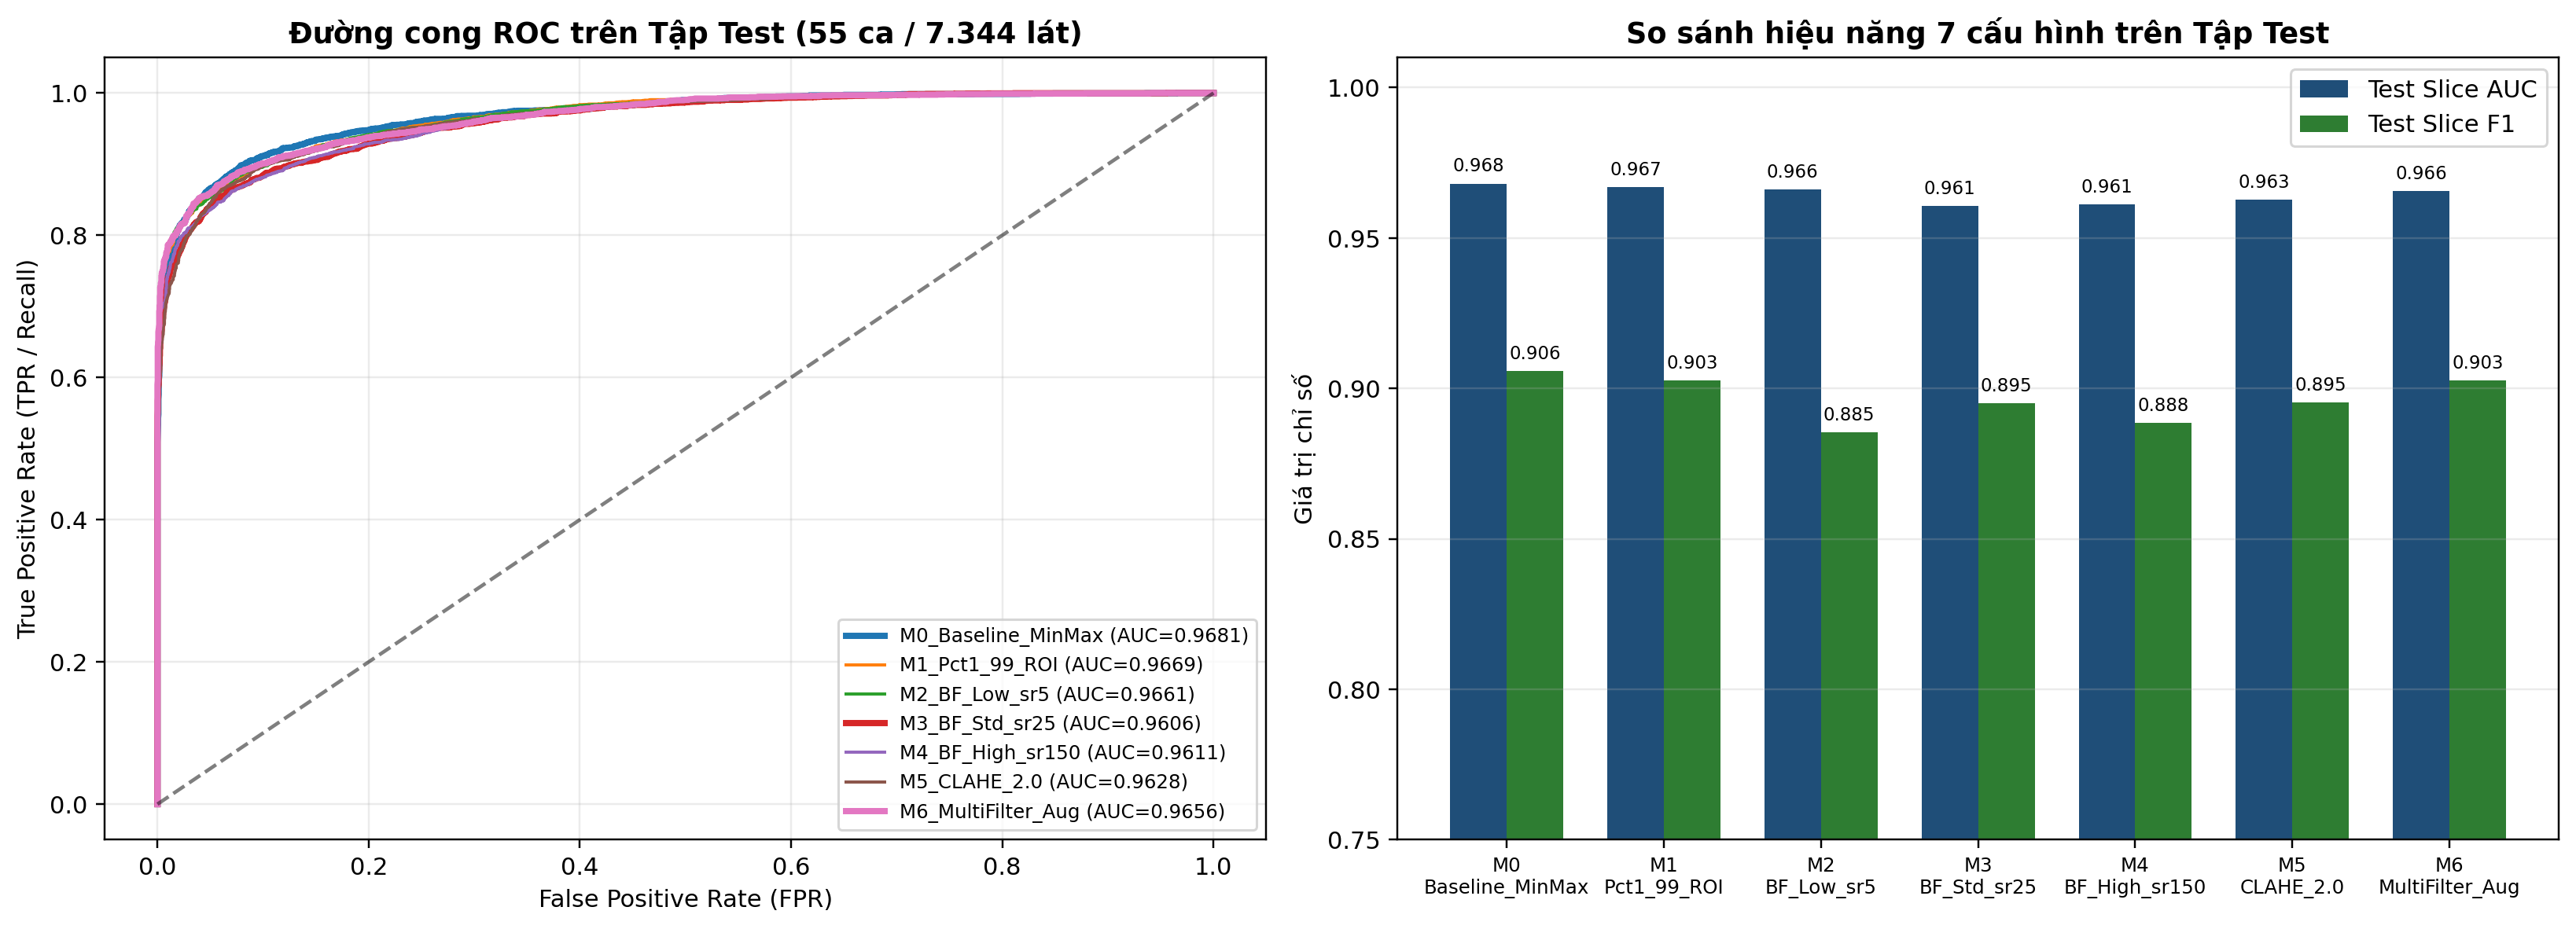 Đường cong ROC trên Tập Test (55 ca / 7.344 lát)
True Positive Rate (TPR / Recall)
1.0
0.8
0.6
0.4
0.2
0.0
0.0 0.2 0.4 0.6 0.8 1.0
False Positive Rate (FPR)
M0_Baseline_MinMax (AUC=0.9681)
M1_Pct1_99_ROI (AUC=0.9669)
M2_BF_Low_sr5 (AUC=0.9661)
M3_BF_Std_sr25 (AUC=0.9606)
M4_BF_High_sr150 (AUC=0.9611)
M5_CLAHE_2.0 (AUC=0.9628)
M6_MultiFilter_Aug (AUC=0.9656)
So sánh hiệu năng 7 cấu hình trên Tập Test
Giá trị chỉ số
1.00
0.95
0.90
0.85
0.80
0.75
Test Slice AUC
Test Slice F1
0.968 0.967 0.966 0.961 0.961 0.963 0.966
0.906 0.903 0.885 0.895 0.888 0.895 0.903
M0 M1 M2 M3 M4 M5 M6
Baseline_MinMax Pct1_99_ROI BF_Low_sr5 BF_Std_sr25 BF_High_sr150 CLAHE_2.0 MultiFilter_Aug